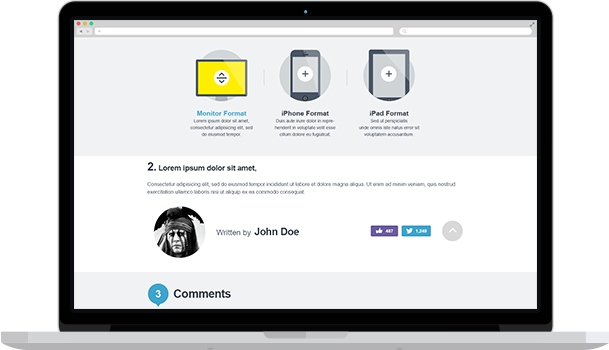 Monitor Format
Lorem ipsum dolor sit amet,
consectetur adipisicing elit, sed
do eiusmod tempor.
iPhone Format
Duis aute irure dolor in repre-
henderit in voluptate velit esse
cillum dolore eu fugiat.
iPad Format
Sed ut perspiciatis
unde omnis iste natus error sit
voluptatem accusantium.
2. Lorem ipsum dolor sit amet,
Consectetur adipisicing elit, sed do eiusmod tempor incididunt ut labore et dolore magna aliqua. Ut enim ad minim veniam, quis nostrud
exercitation ullamco laboris nisi ut aliquip ex ea commodo consequat.
Written by John Doe
487
1,249
3 Comments